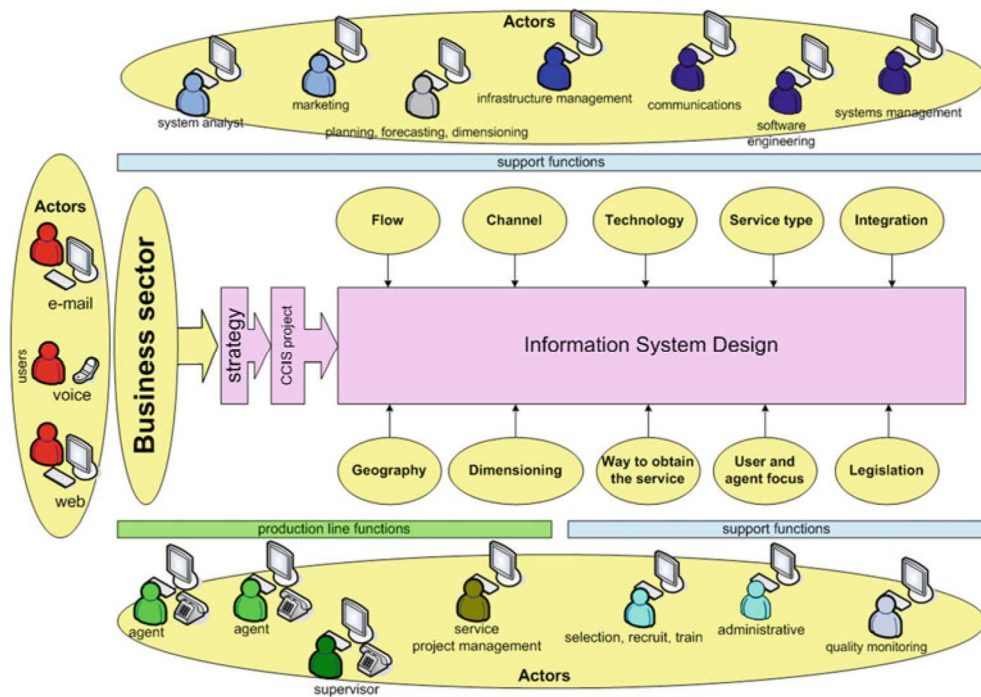 Actors
system analyst
marketing
planning, forecasting, dimensioning
infrastructure management
communications
software
engineering
systems management
support functions
Actors
users
e-mail
voice
web
Business sector
strategy
CCIS project
Flow
Channel
Technology
Service type
Integration
Information System Design
Geography
Dimensioning
Way to obtain
the service
User and
agent focus
Legislation
production line functions
support functions
agent
agent
supervisor
service
project management
selection, recruit, train
administrative
quality monitoring
Actors